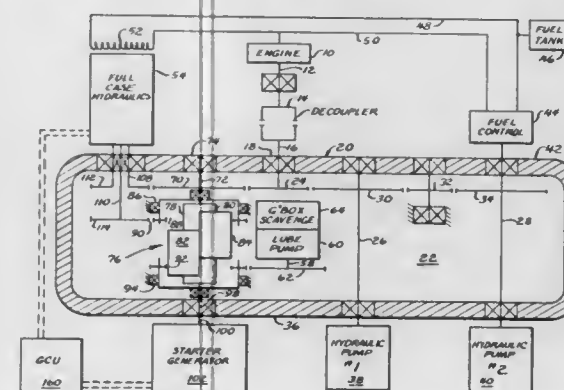 48
52
50
FUEL
TANK
46
ENGINE
10
12
FULL
CASE
HYDRAULICS
54
14
DECOUPLER
44
FUEL
CONTROL
74
18
16
20
42
112
108
70
72
24
32
110
86
78
80
30
34
G'BOX
SCAVENGE
64
114
90
88
84
26
28
76
82
LUBE
PUMP
60
22
92
58
62
94
98
100
36
GCU
160
STARTER
GENERATOR
102
HYDRAULIC
PUMP
#1
38
HYDRAULIC
PUMP
#2
40